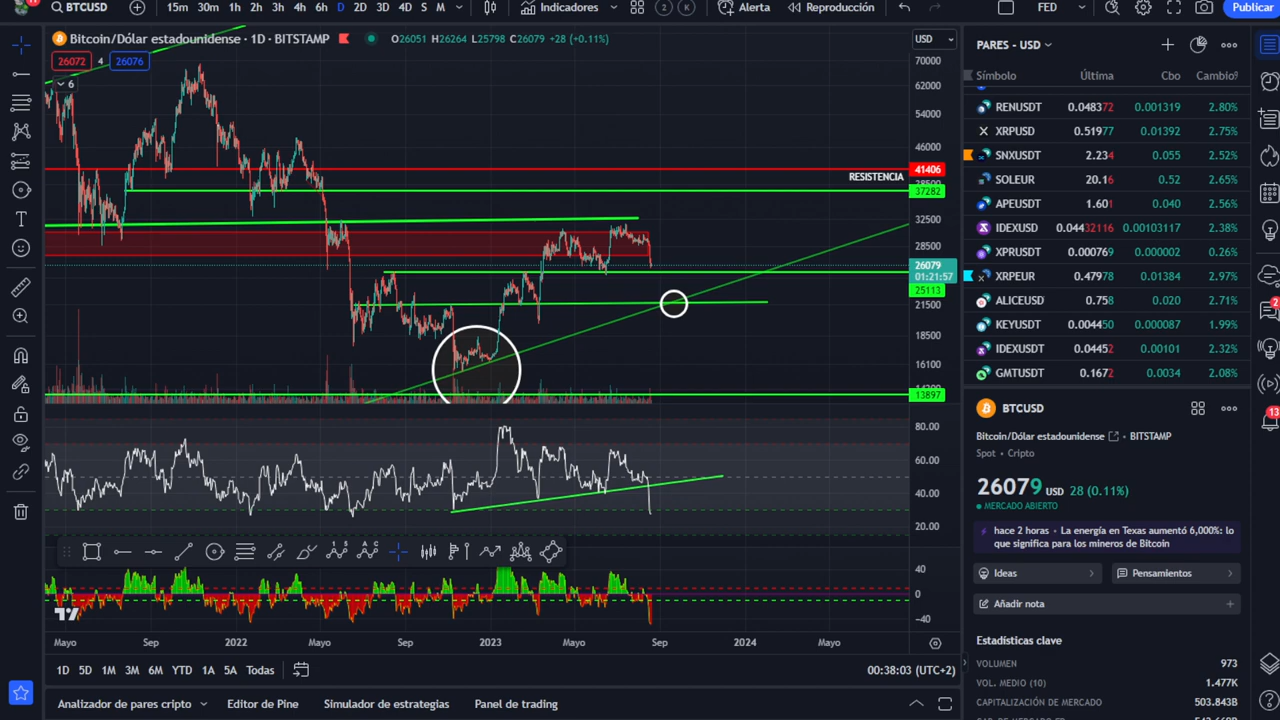 BTCUSD 15m 30m 1h 2h 3h 4h 6h D 2D 3D 4D S M Indicadores 2 K Alerta Reproducción FED Publicar
Bitcoin/Dólar estadounidense · 1D · BITSTAMP O26051 H26264 L25798 C26079 +28 (+0.11%) USD
26072 4 26076
6
70000
62000
54000
46000
41406
RESISTENCIA
37282
32500
28500
26079
01:21:57
25113
21500
18500
16100
13897
80.00
60.00
40.00
20.00
40
0
−40
Mayo Sep 2022 Mayo Sep 2023 Mayo Sep 2024 Mayo
1D 5D 1M 3M 6M YTD 1A 5A Todas 00:38:03 (UTC+2)
Analizador de pares cripto Editor de Pine Simulador de estrategias Panel de trading
PARES - USD
Símbolo Última Cbo Cambio%
RENUSDT 0.048372 0.001319 2.80%
XRPUSD 0.51977 0.01392 2.75%
SNXUSDT 2.234 0.055 2.52%
SOLEUR 20.16 0.52 2.65%
APEUSDT 1.601 0.040 2.56%
IDEXUSD 0.04432116 0.00103117 2.38%
XPRUSDT 0.000769 0.000002 0.26%
XRPEUR 0.47978 0.01384 2.97%
ALICEUSD 0.758 0.020 2.71%
KEYUSDT 0.004450 0.000087 1.99%
IDEXUSDT 0.04452 0.00101 2.32%
GMTUSDT 0.1672 0.0034 2.08%
BTCUSD
Bitcoin/Dólar estadounidense BITSTAMP
Spot • Cripto
26079 USD 28 (0.11%)
MERCADO ABIERTO
hace 2 horas • La energía en Texas aumentó 6,000%: lo
que significa para los mineros de Bitcoin
Ideas Pensamientos
Añadir nota
Estadísticas clave
VOLUMEN 973
VOL. MEDIO (10) 1.477K
CAPITALIZACIÓN DE MERCADO 503.843B
2
13